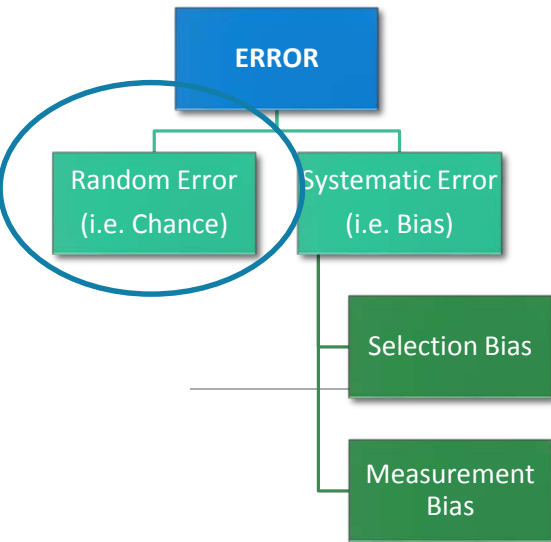 ERROR
Random Error
(i.e. Chance)
Systematic Error
(i.e. Bias)
Selection Bias
Measurement
Bias